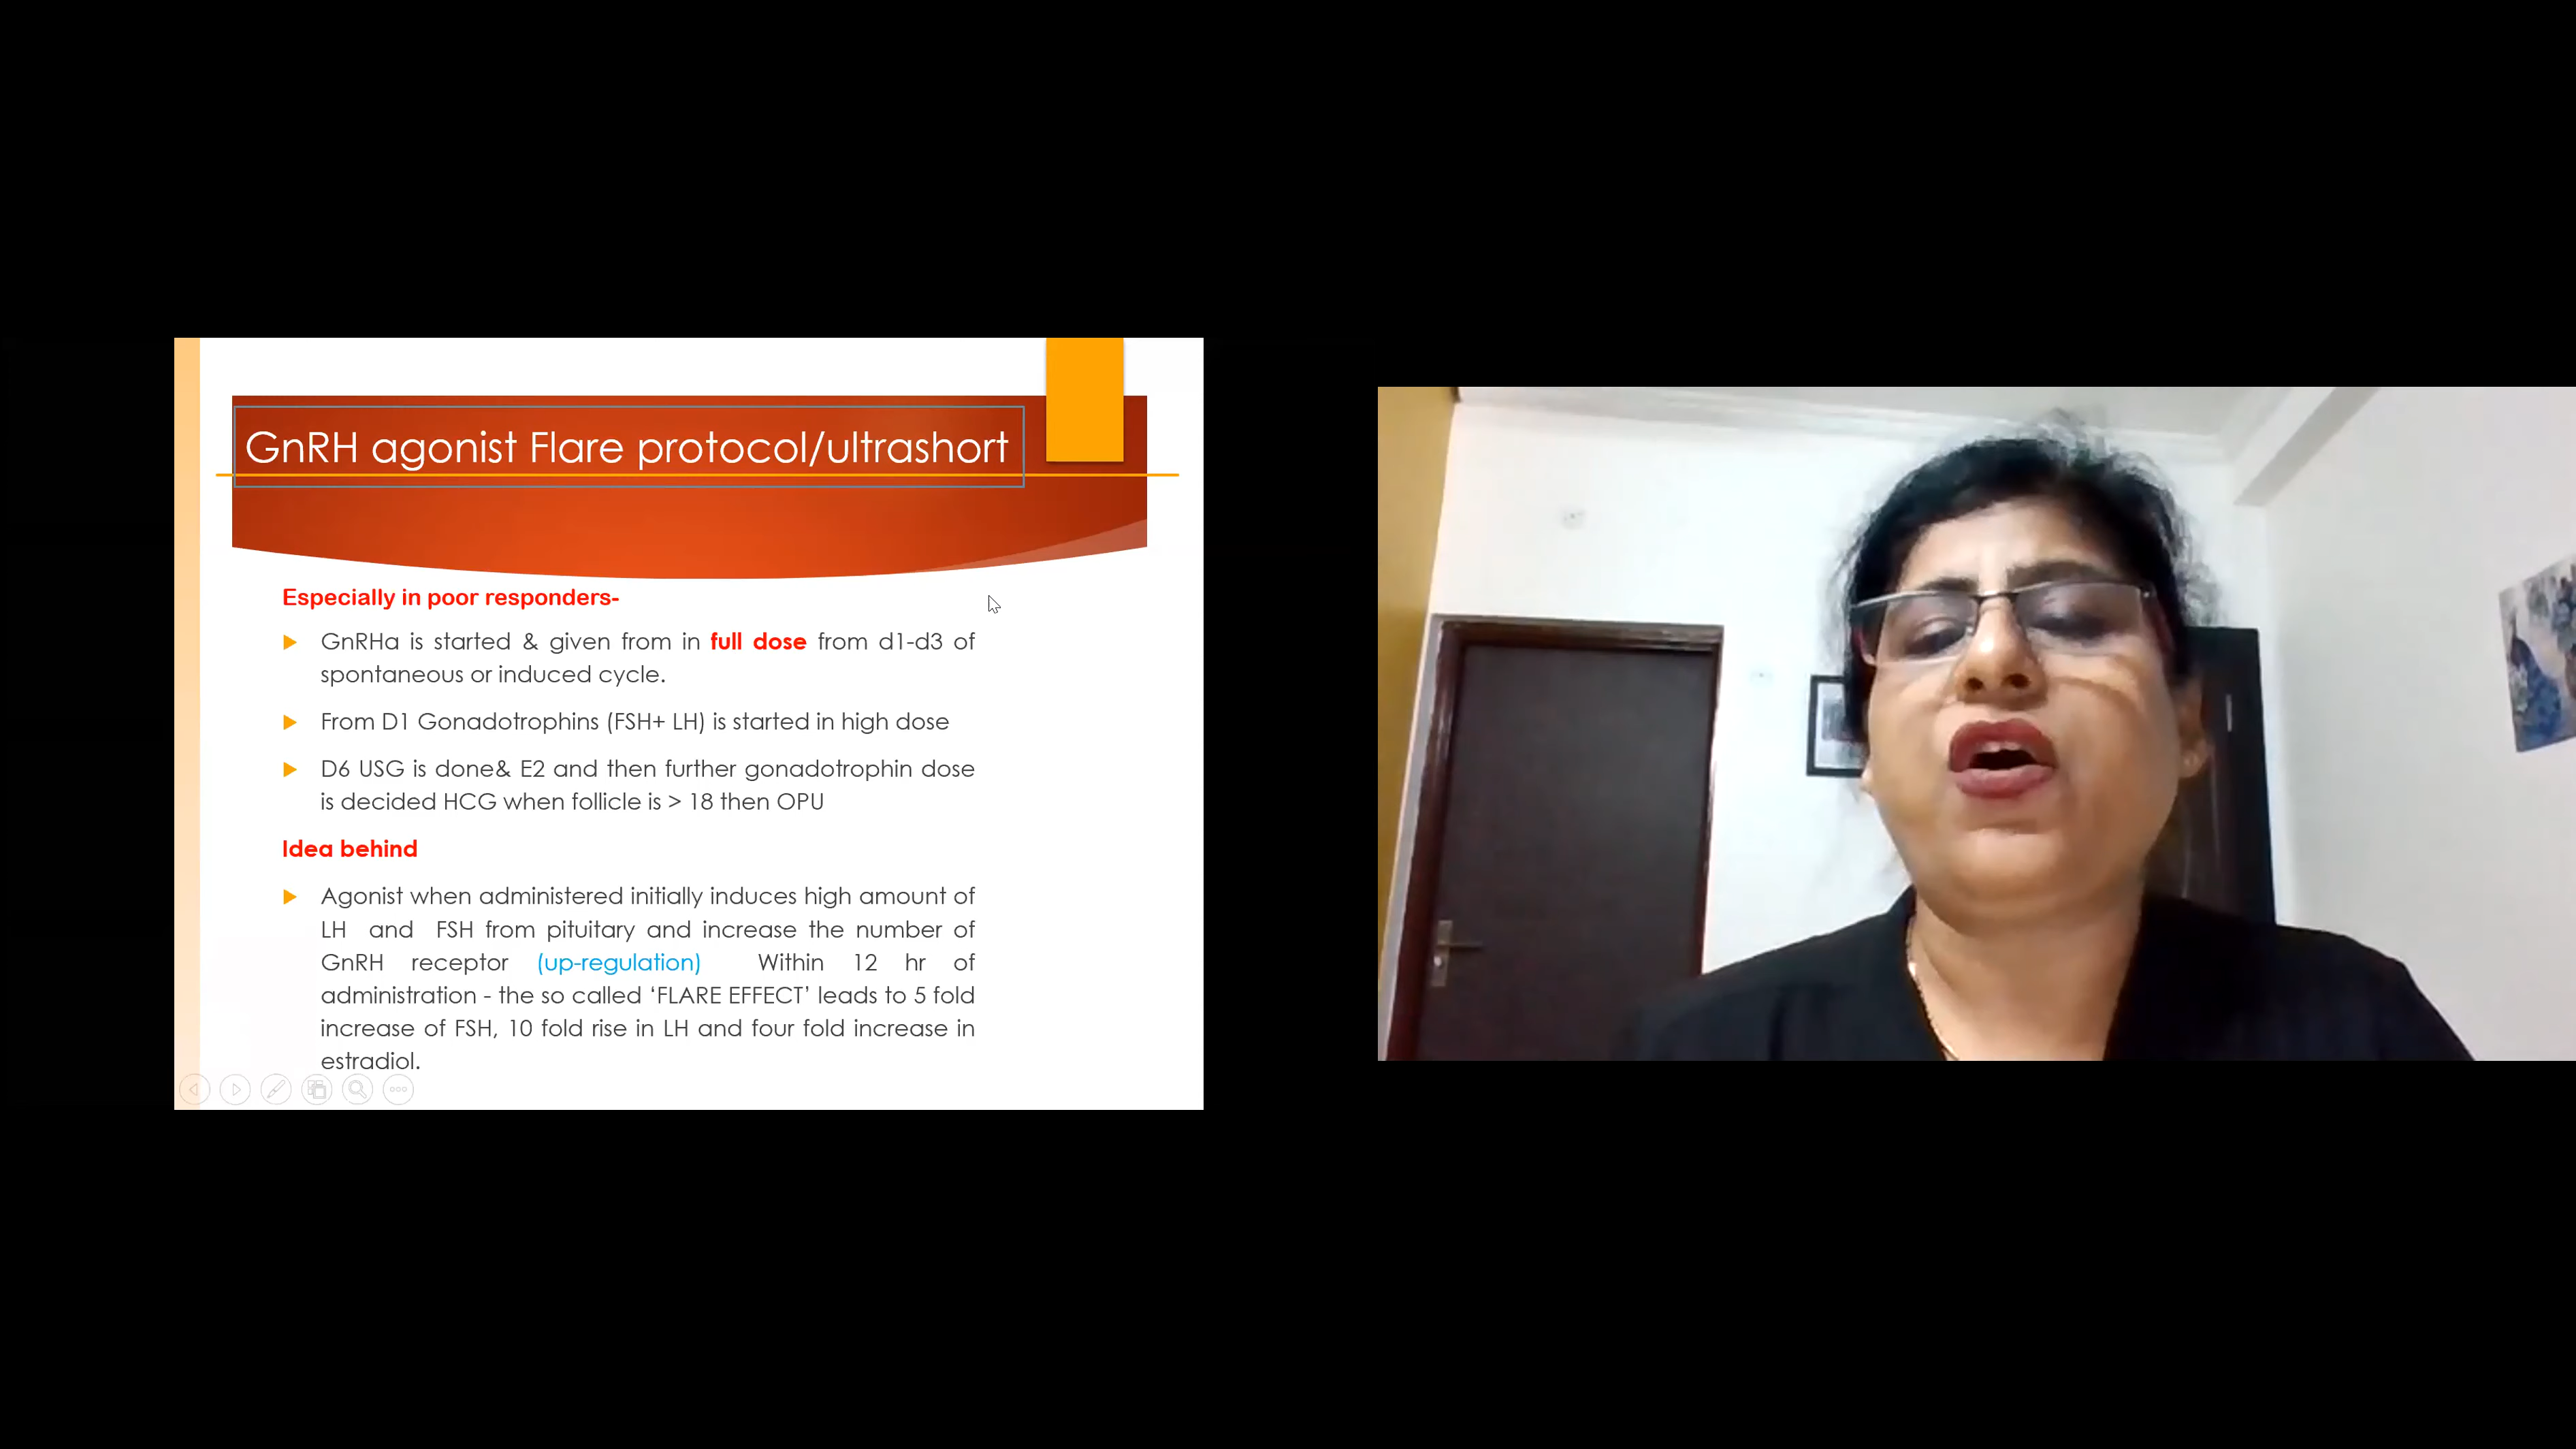 GnRH agonist Flare protocol/ultrashort
Especially in poor responders-
GnRHa is started & given from in full dose from d1-d3 of
spontaneous or induced cycle.
From D1 Gonadotrophins (FSH+ LH) is started in high dose
D6 USG is done& E2 and then further gonadotrophin dose
is decided HCG when follicle is > 18 then OPU
Idea behind
Agonist when administered initially induces high amount of
LH and FSH from pituitary and increase the number of
GnRH receptor (up-regulation) Within 12 hr of
administration - the so called ‘FLARE EFFECT’ leads to 5 fold
increase of FSH, 10 fold rise in LH and four fold increase in
estradiol.